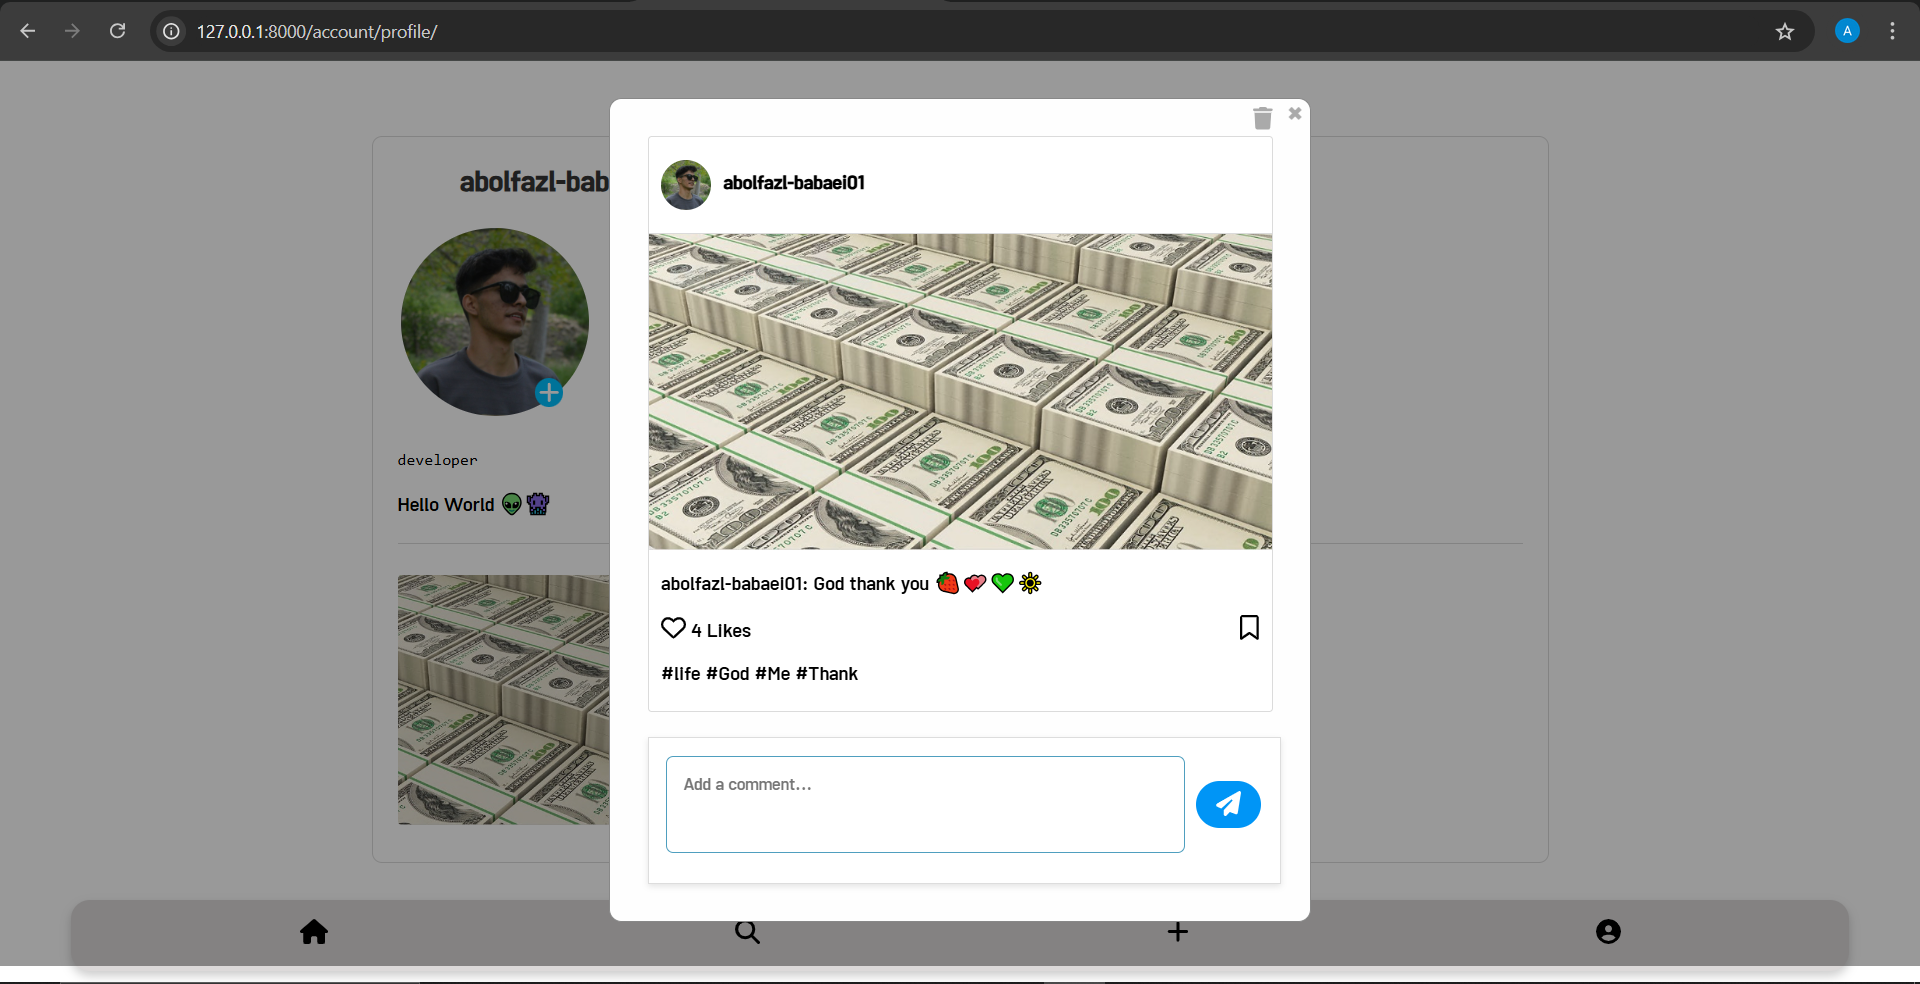 127.0.0.1:8000/account/profile/
A
abolfazl-bab
developer
Hello World 👽👾
abolfazl-babaei01
abolfazl-babaei01: God thank you 🍓💕💚🌞
4 Likes
#life #God #Me #Thank
Add a comment...